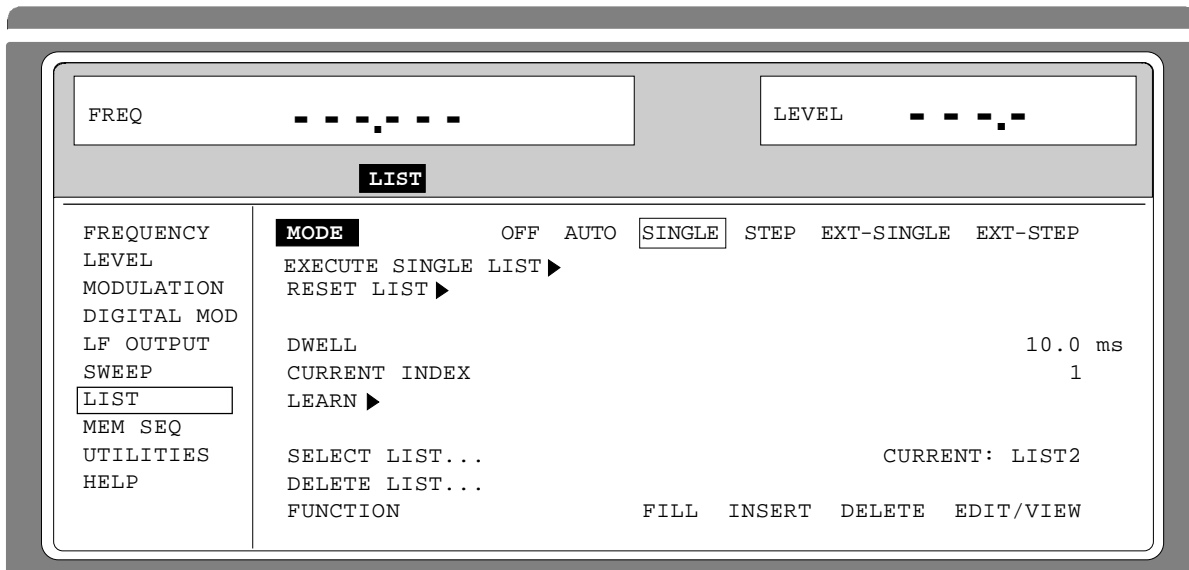 FREQ - - -.- - - LEVEL - - -.-
LIST
FREQUENCY
LEVEL
MODULATION
DIGITAL MOD
LF OUTPUT
SWEEP
LIST
MEM SEQ
UTILITIES
HELP
MODE OFF AUTO SINGLE STEP EXT-SINGLE EXT-STEP
EXECUTE SINGLE LIST
RESET LIST
DWELL 10.0 ms
CURRENT INDEX 1
LEARN
SELECT LIST... CURRENT: LIST2
DELETE LIST...
FUNCTION FILL INSERT DELETE EDIT/VIEW